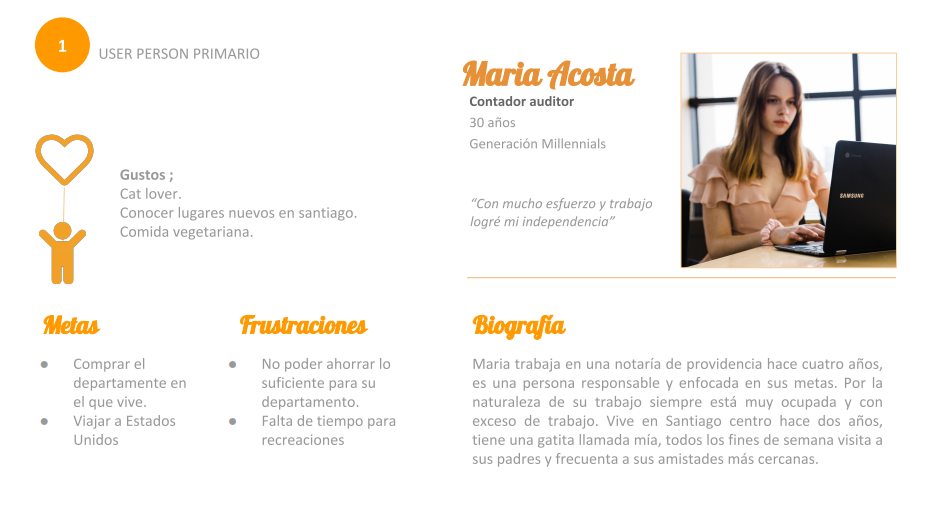 1
USER PERSON PRIMARIO
Maria Acosta
Contador auditor
30 años
Generación Millennials
“Con mucho esfuerzo y trabajo
logré mi independencia”
SAMSUNG
Gustos ;
Cat lover.
Conocer lugares nuevos en santiago.
Comida vegetariana.
Metas
● Comprar el
departamento en
el que vive.
● Viajar a Estados
Unidos
Frustraciones
● No poder ahorrar lo
suficiente para su
departamento.
● Falta de tiempo para
recreaciones
Biografía
Maria trabaja en una notaría de providencia hace cuatro años,
es una persona responsable y enfocada en sus metas. Por la
naturaleza de su trabajo siempre está muy ocupada y con
exceso de trabajo. Vive en Santiago centro hace dos años,
tiene una gatita llamada mía, todos los fines de semana visita a
sus padres y frecuenta a sus amistades más cercanas.